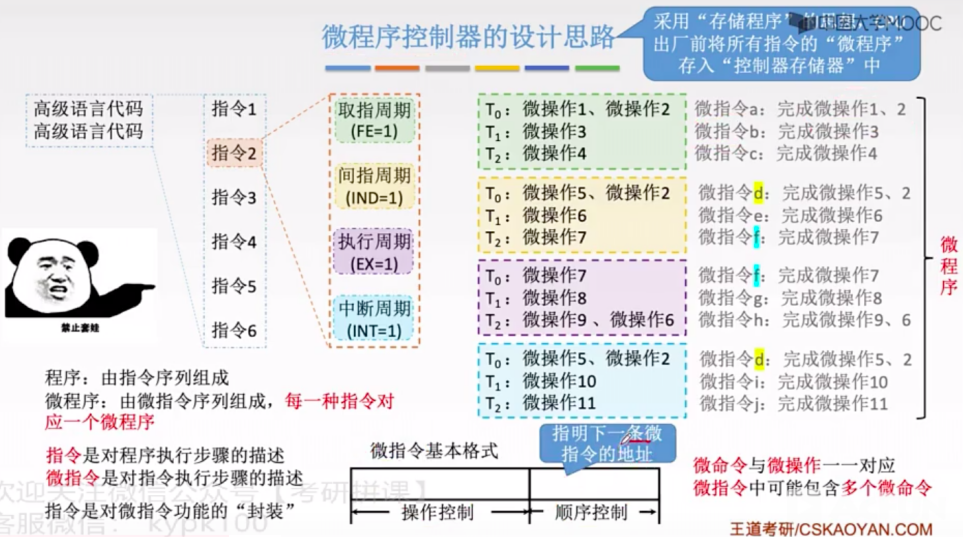 微程序控制器的设计思路
采用“存储程序”
出厂前将所有指令的“微程序”
存入“控制器存储器”中
中国大学MOOC
高级语言代码
高级语言代码
指令1
指令2
指令3
指令4
指令5
指令6
取指周期
(FE=1)
间指周期
(IND=1)
执行周期
(EX=1)
中断周期
(INT=1)
T0：微操作1、微操作2
T1：微操作3
T2：微操作4
T0：微操作5、微操作2
T1：微操作6
T2：微操作7
T0：微操作7
T1：微操作8
T2：微操作9 、微操作6
T0：微操作5、微操作2
T1：微操作10
T2：微操作11
微指令a：完成微操作1、2
微指令b：完成微操作3
微指令c：完成微操作4
微指令d：完成微操作5、2
微指令e：完成微操作6
微指令f：完成微操作7
微指令f：完成微操作7
微指令g：完成微操作8
微指令h：完成微操作9、6
微指令d：完成微操作5、2
微指令i：完成微操作10
微指令j：完成微操作11
微程序
禁止套娃
程序：由指令序列组成
微程序：由微指令序列组成，每一种指令对
应一个微程序
指令是对程序执行步骤的描述
微指令是对指令执行步骤的描述
指令是对微指令功能的“封装”
欢迎关注微信公众号【考研拼课】
客服微信： kypk100
微指令基本格式
指明下一条微
指令的地址
操作控制
顺序控制
微命令与微操作一一对应
微指令中可能包含多个微命令
王道考研/CSKAOYAN.COM